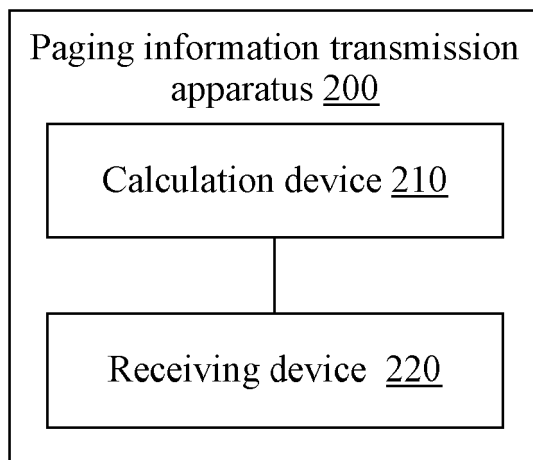 Paging information transmission
apparatus 200
Calculation device 210
Receiving device 220